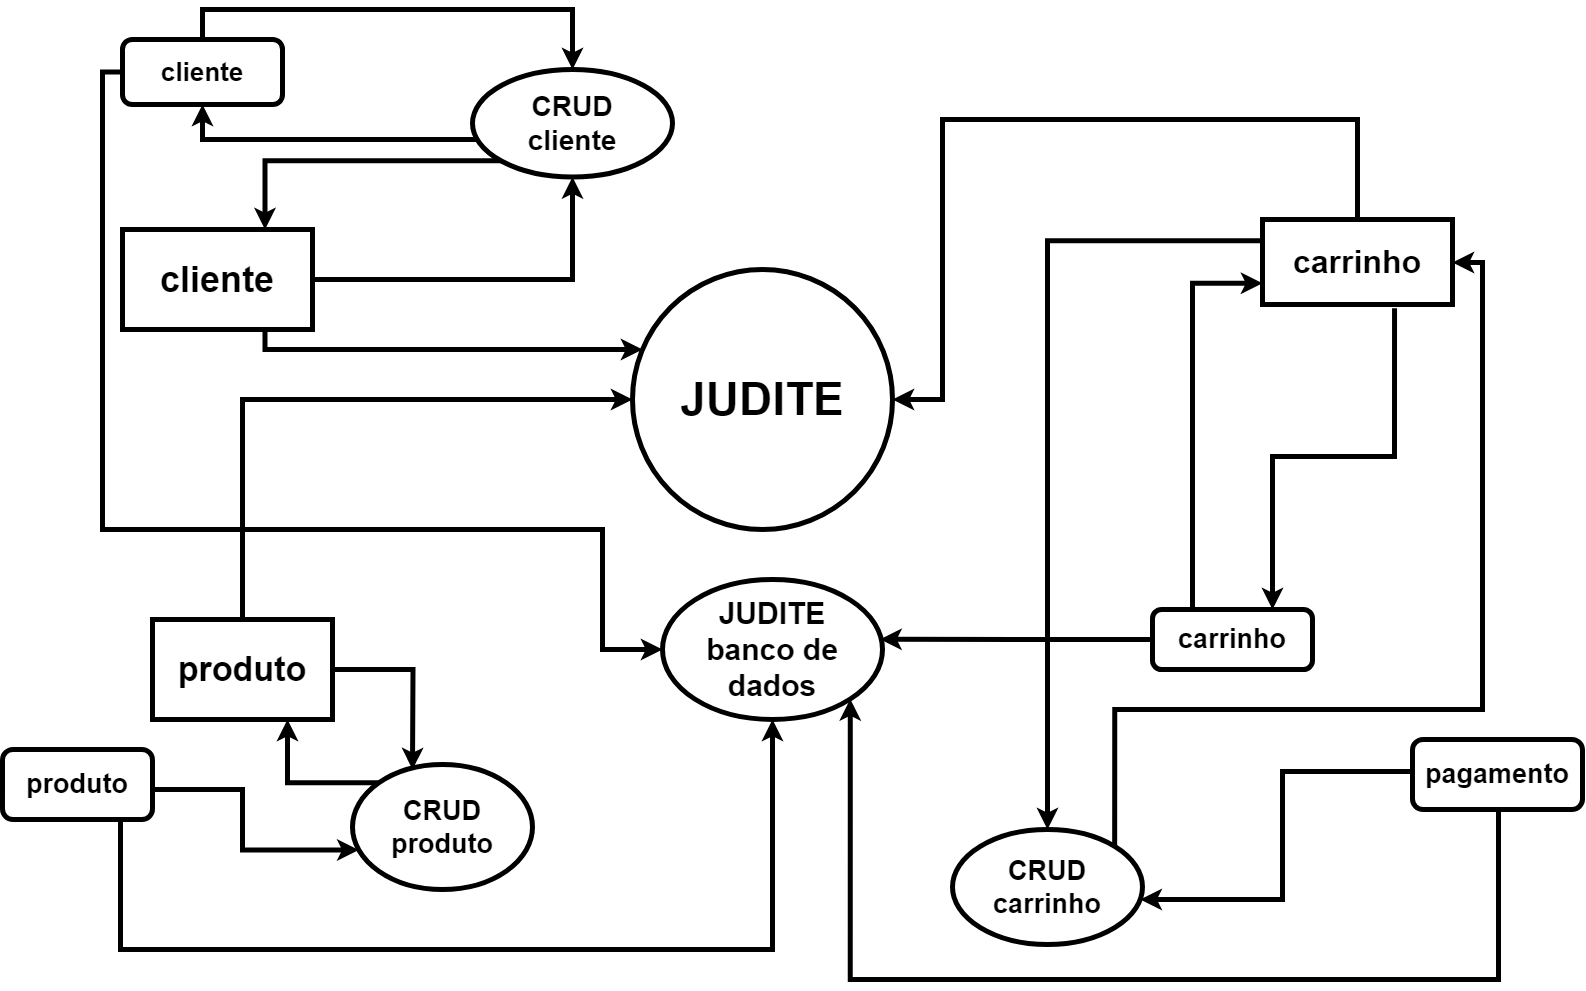 cliente
CRUD
cliente
cliente
carrinho
JUDITE
JUDITE
banco de
dados
carrinho
produto
produto
CRUD
produto
pagamento
CRUD
carrinho